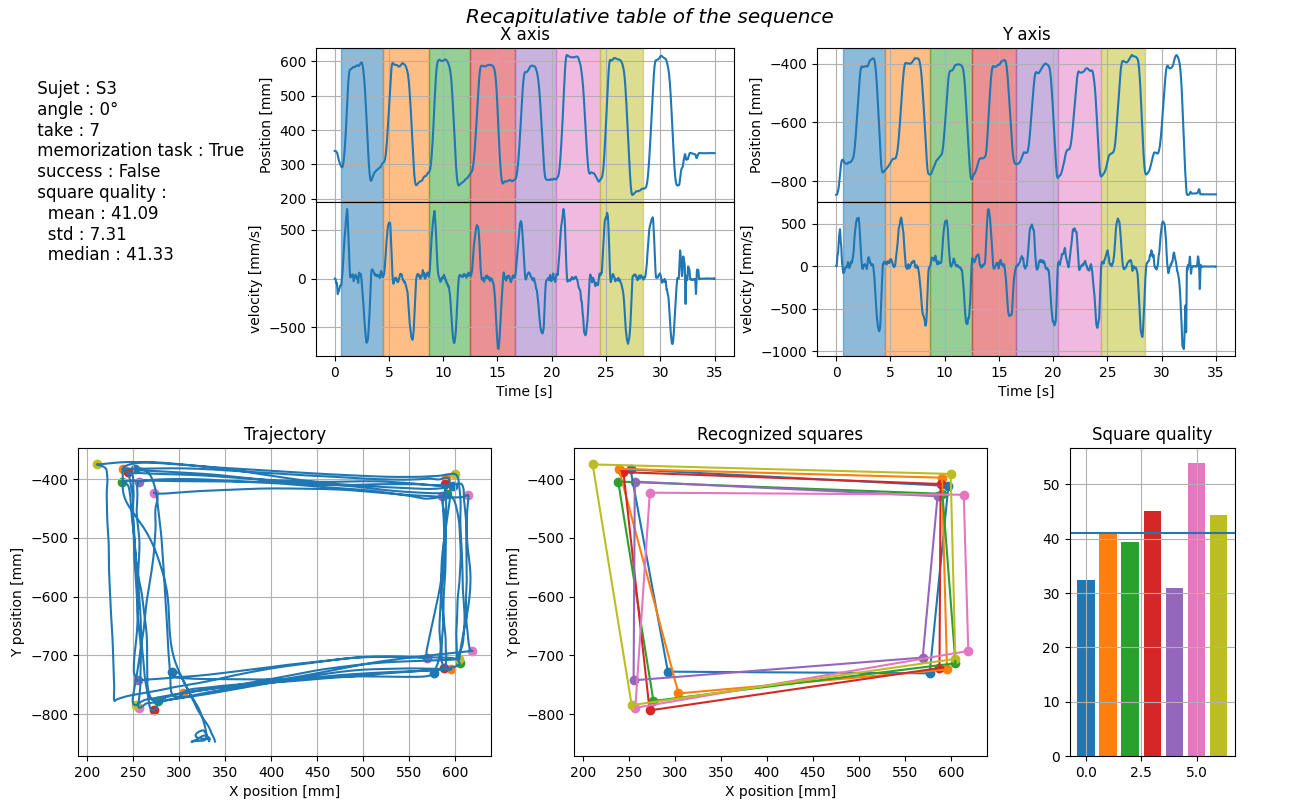 Recapitulative table of the sequence
Sujet : S3
angle : 0°
take : 7
memorization task : True
success : False
square quality :
mean : 41.09
std : 7.31
median : 41.33
X axis
Position [mm]
600
500
400
300
200
velocity [mm/s]
500
0
−500
0 5 10 15 20 25 30 35
Time [s]
Y axis
Position [mm]
−400
−600
−800
velocity [mm/s]
500
0
−500
−1000
0 5 10 15 20 25 30 35
Time [s]
Trajectory
Y position [mm]
−400
−500
−600
−700
−800
200 250 300 350 400 450 500 550 600
X position [mm]
Recognized squares
Y position [mm]
−400
−500
−600
−700
−800
200 250 300 350 400 450 500 550 600
X position [mm]
Square quality
50
40
30
20
10
0
0.0 2.5 5.0